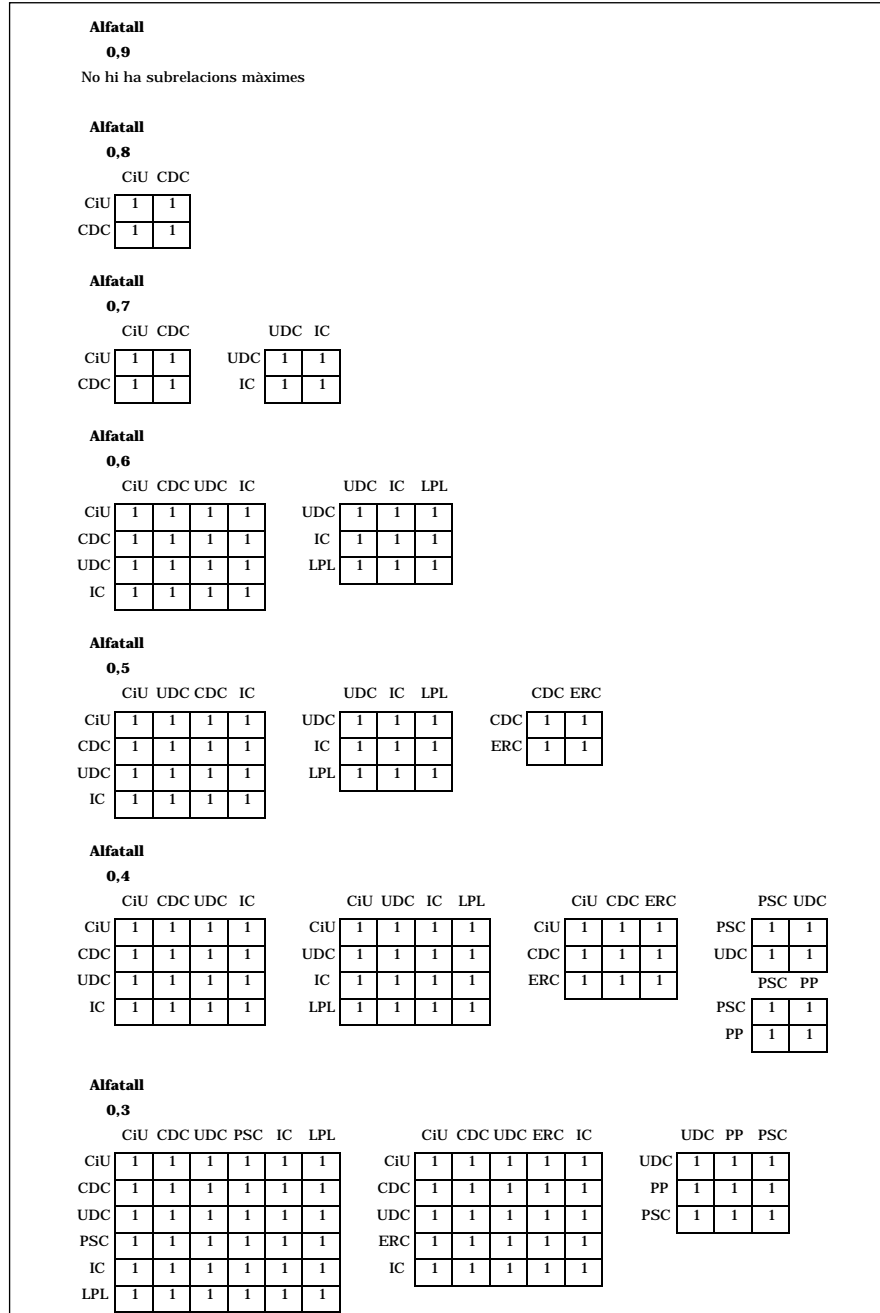 Alfatall
0,9
No hi ha subrelacions màximes
Alfatall
0,8
CiU CDC
CiU 1 1
CDC 1 1
Alfatall
0,7
CiU CDC UDC IC
CiU 1 1 UDC 1 1
CDC 1 1 IC 1 1
Alfatall
0,6
CiU CDC UDC IC UDC IC LPL
CiU 1 1 1 1 UDC 1 1 1
CDC 1 1 1 1 IC 1 1 1
UDC 1 1 1 1 LPL 1 1 1
IC 1 1 1 1
Alfatall
0,5
CiU UDC CDC IC UDC IC LPL CDC ERC
CiU 1 1 1 1 UDC 1 1 1 CDC 1 1
CDC 1 1 1 1 IC 1 1 1 ERC 1 1
UDC 1 1 1 1 LPL 1 1 1
IC 1 1 1 1
Alfatall
0,4
CiU CDC UDC IC CiU UDC IC LPL CiU CDC ERC PSC UDC
CiU 1 1 1 1 CiU 1 1 1 1 CiU 1 1 1 PSC 1 1
CDC 1 1 1 1 UDC 1 1 1 1 CDC 1 1 1 UDC 1 1
UDC 1 1 1 1 IC 1 1 1 1 ERC 1 1 1 PSC PP
IC 1 1 1 1 LPL 1 1 1 1 PSC 1 1
PP 1 1
Alfatall
0,3
CiU CDC UDC PSC IC LPL CiU CDC UDC ERC IC UDC PP PSC
CiU 1 1 1 1 1 1 CiU 1 1 1 1 1 UDC 1 1 1
CDC 1 1 1 1 1 1 CDC 1 1 1 1 1 PP 1 1 1
UDC 1 1 1 1 1 1 UDC 1 1 1 1 1 PSC 1 1 1
PSC 1 1 1 1 1 1 ERC 1 1 1 1 1
IC 1 1 1 1 1 1 IC 1 1 1 1 1
LPL 1 1 1 1 1 1